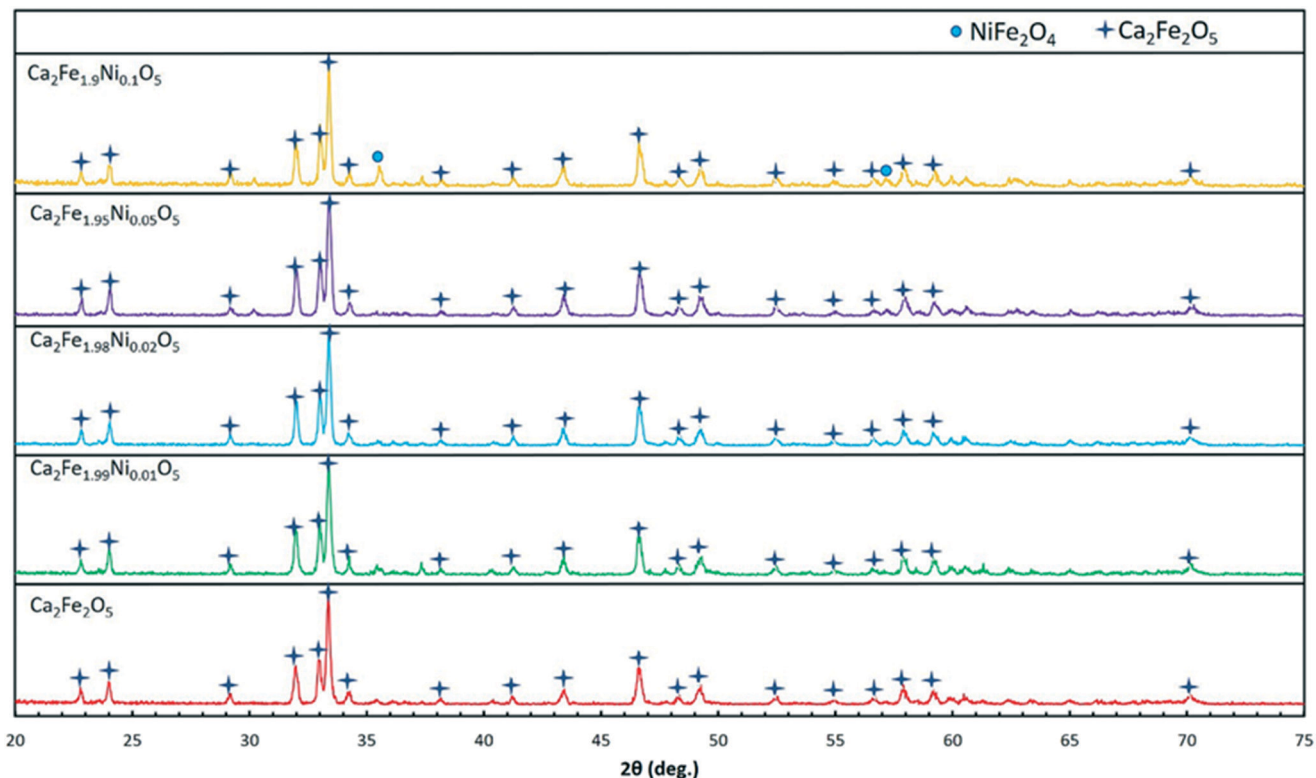 NiFe₂O₄ Ca₂Fe₂O₅
Ca₂Fe₁.₉Ni₀.₁O₅
Ca₂Fe₁.₉₅Ni₀.₀₅O₅
Ca₂Fe₁.₉₈Ni₀.₀₂O₅
Ca₂Fe₁.₉₉Ni₀.₀₁O₅
Ca₂Fe₂O₅
20 25 30 35 40 45 50 55 60 65 70 75
2θ (deg.)